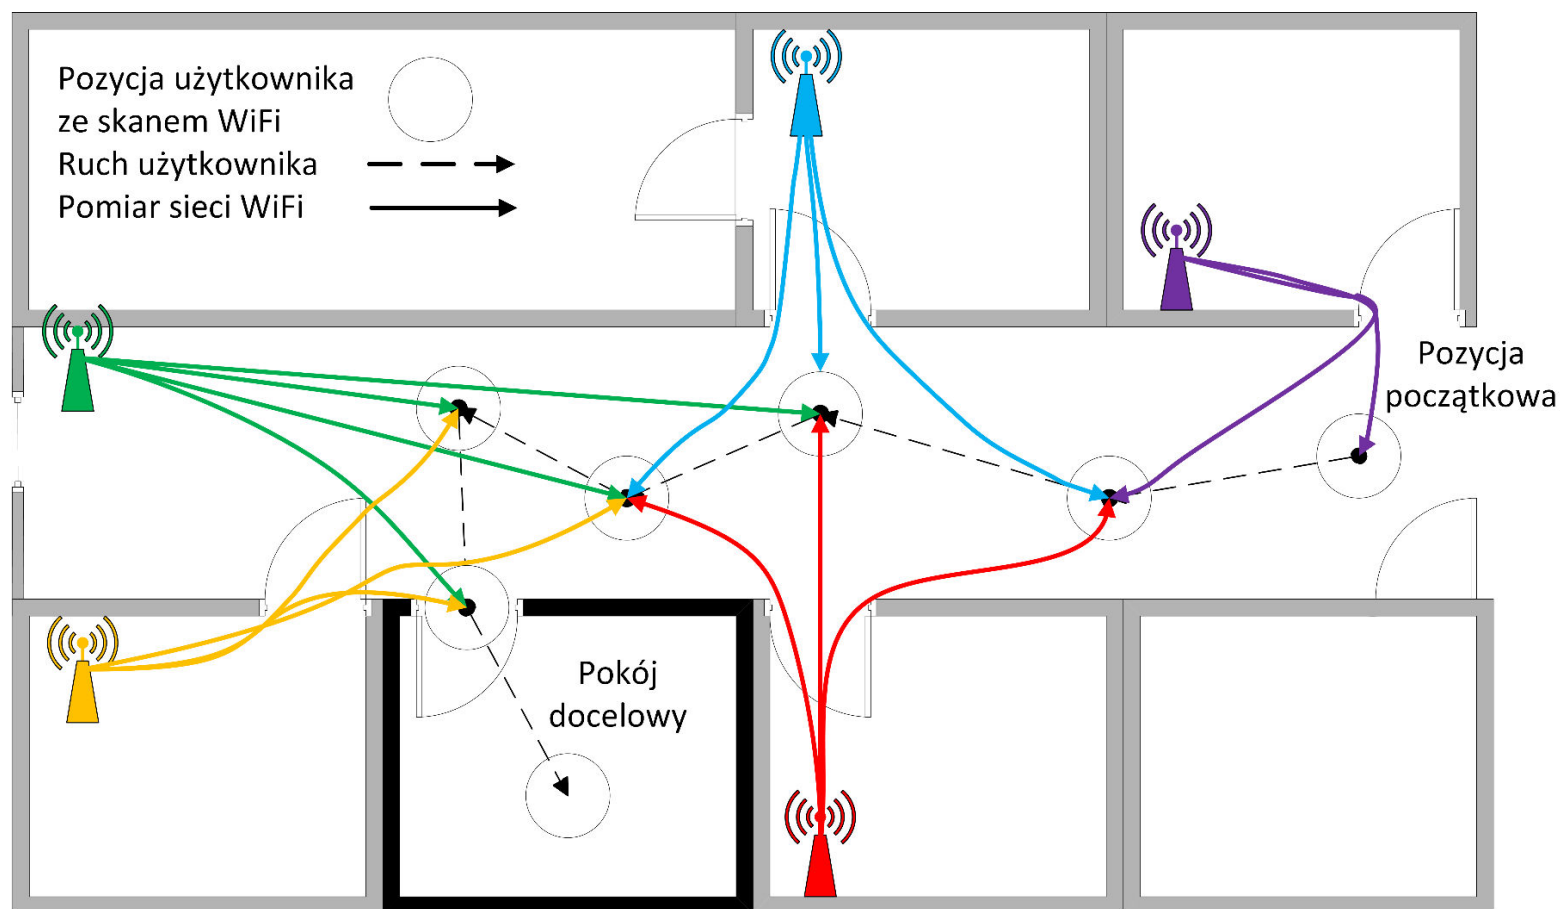 Pozycja użytkownika
ze skanem WiFi
Ruch użytkownika
Pomiar sieci WiFi
Pozycja
początkowa
Pokój
docelowy